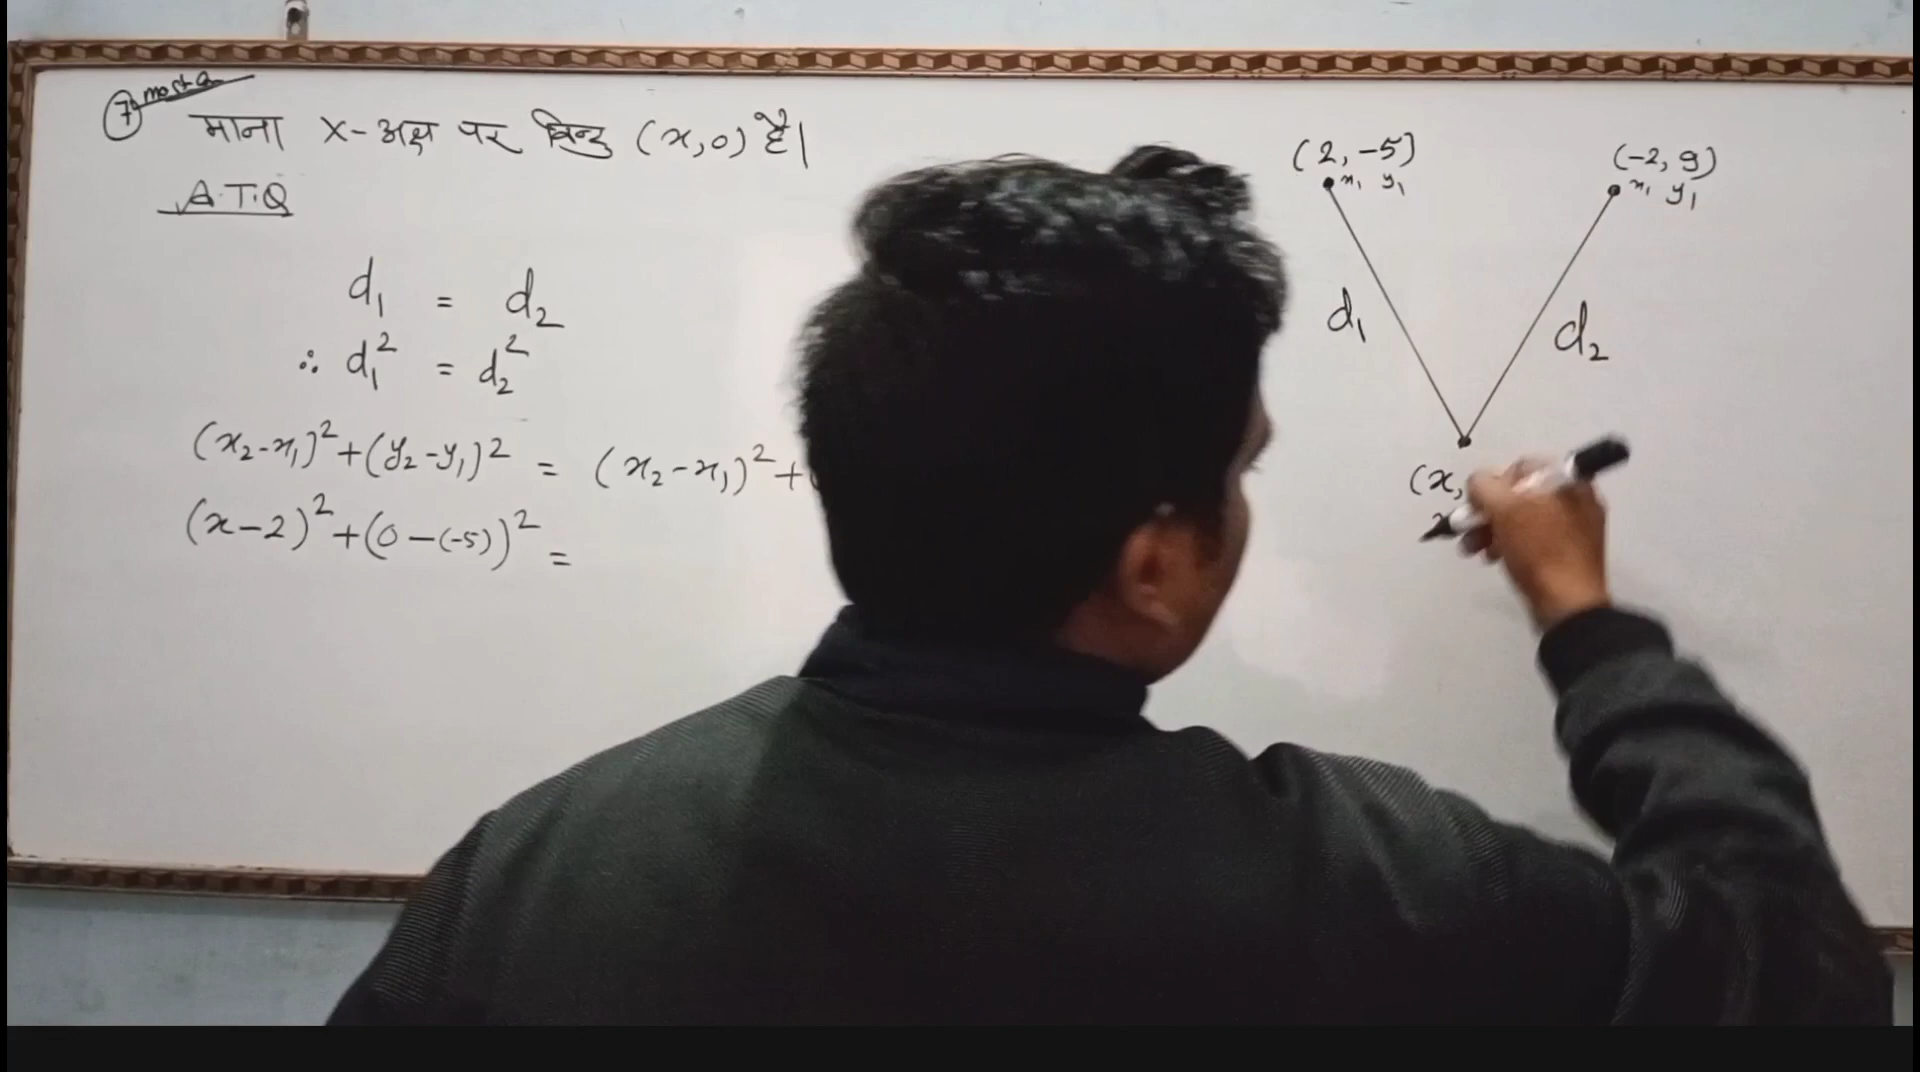 7 most Q
माना x-अक्ष पर बिन्दु (x,0) है।
A.T.Q
d₁ = d₂
∴ d₁² = d₂²
(x₂-x₁)²+(y₂-y₁)² = (x₂-x₁)²+
(x-2)²+(0-(-5))² =
(2,-5)
x₁ y₁
(-2, 9)
x₁ y₁
d₁
d₂
(x,